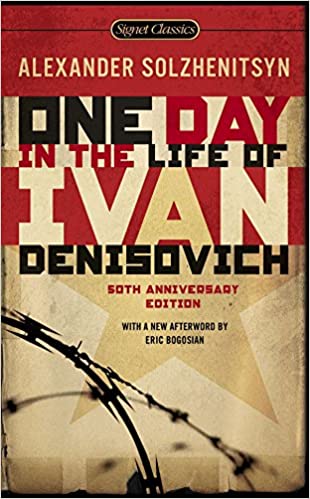 Signet Classics
ALEXANDER SOLZHENITSYN
ONE DAY
IN THE LIFE OF
IVAN
DENISOVICH
50TH ANNIVERSARY
EDITION
WITH A NEW AFTERWORD BY
ERIC BOGOSIAN